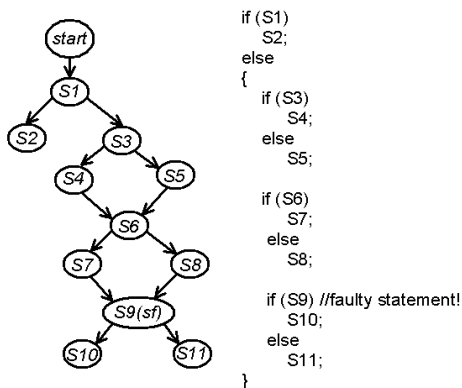 start
S1
S2
S3
S4
S5
S6
S7
S8
S9(sf)
S10
S11
if (S1)
S2;
else
{
if (S3)
S4;
else
S5;
if (S6)
S7;
else
S8;
if (S9) //faulty statement!
S10;
else
S11;
}